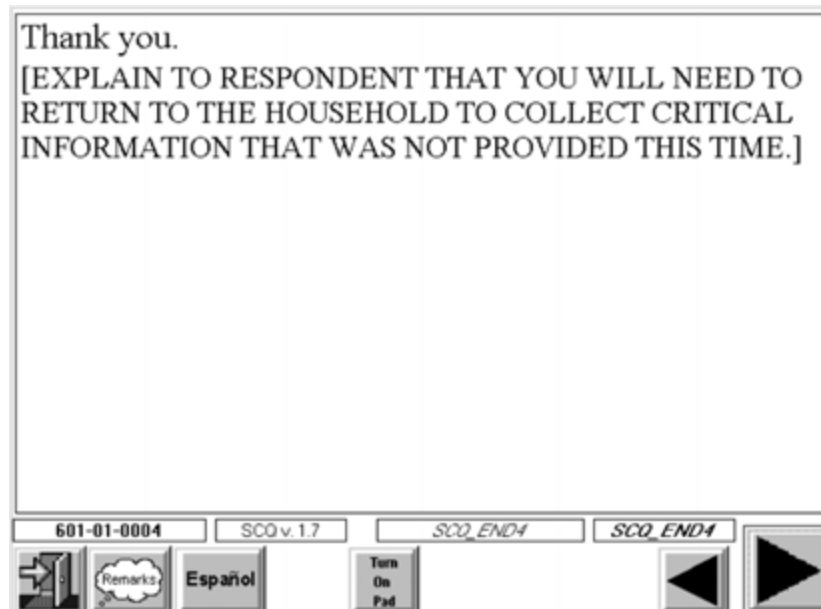 Thank you.
[EXPLAIN TO RESPONDENT THAT YOU WILL NEED TO
RETURN TO THE HOUSEHOLD TO COLLECT CRITICAL
INFORMATION THAT WAS NOT PROVIDED THIS TIME.]
601-01-0004 SCQ v. 1.7 SCQ_END4 SCQ_END4
Remarks Español
Turn
On
Pad